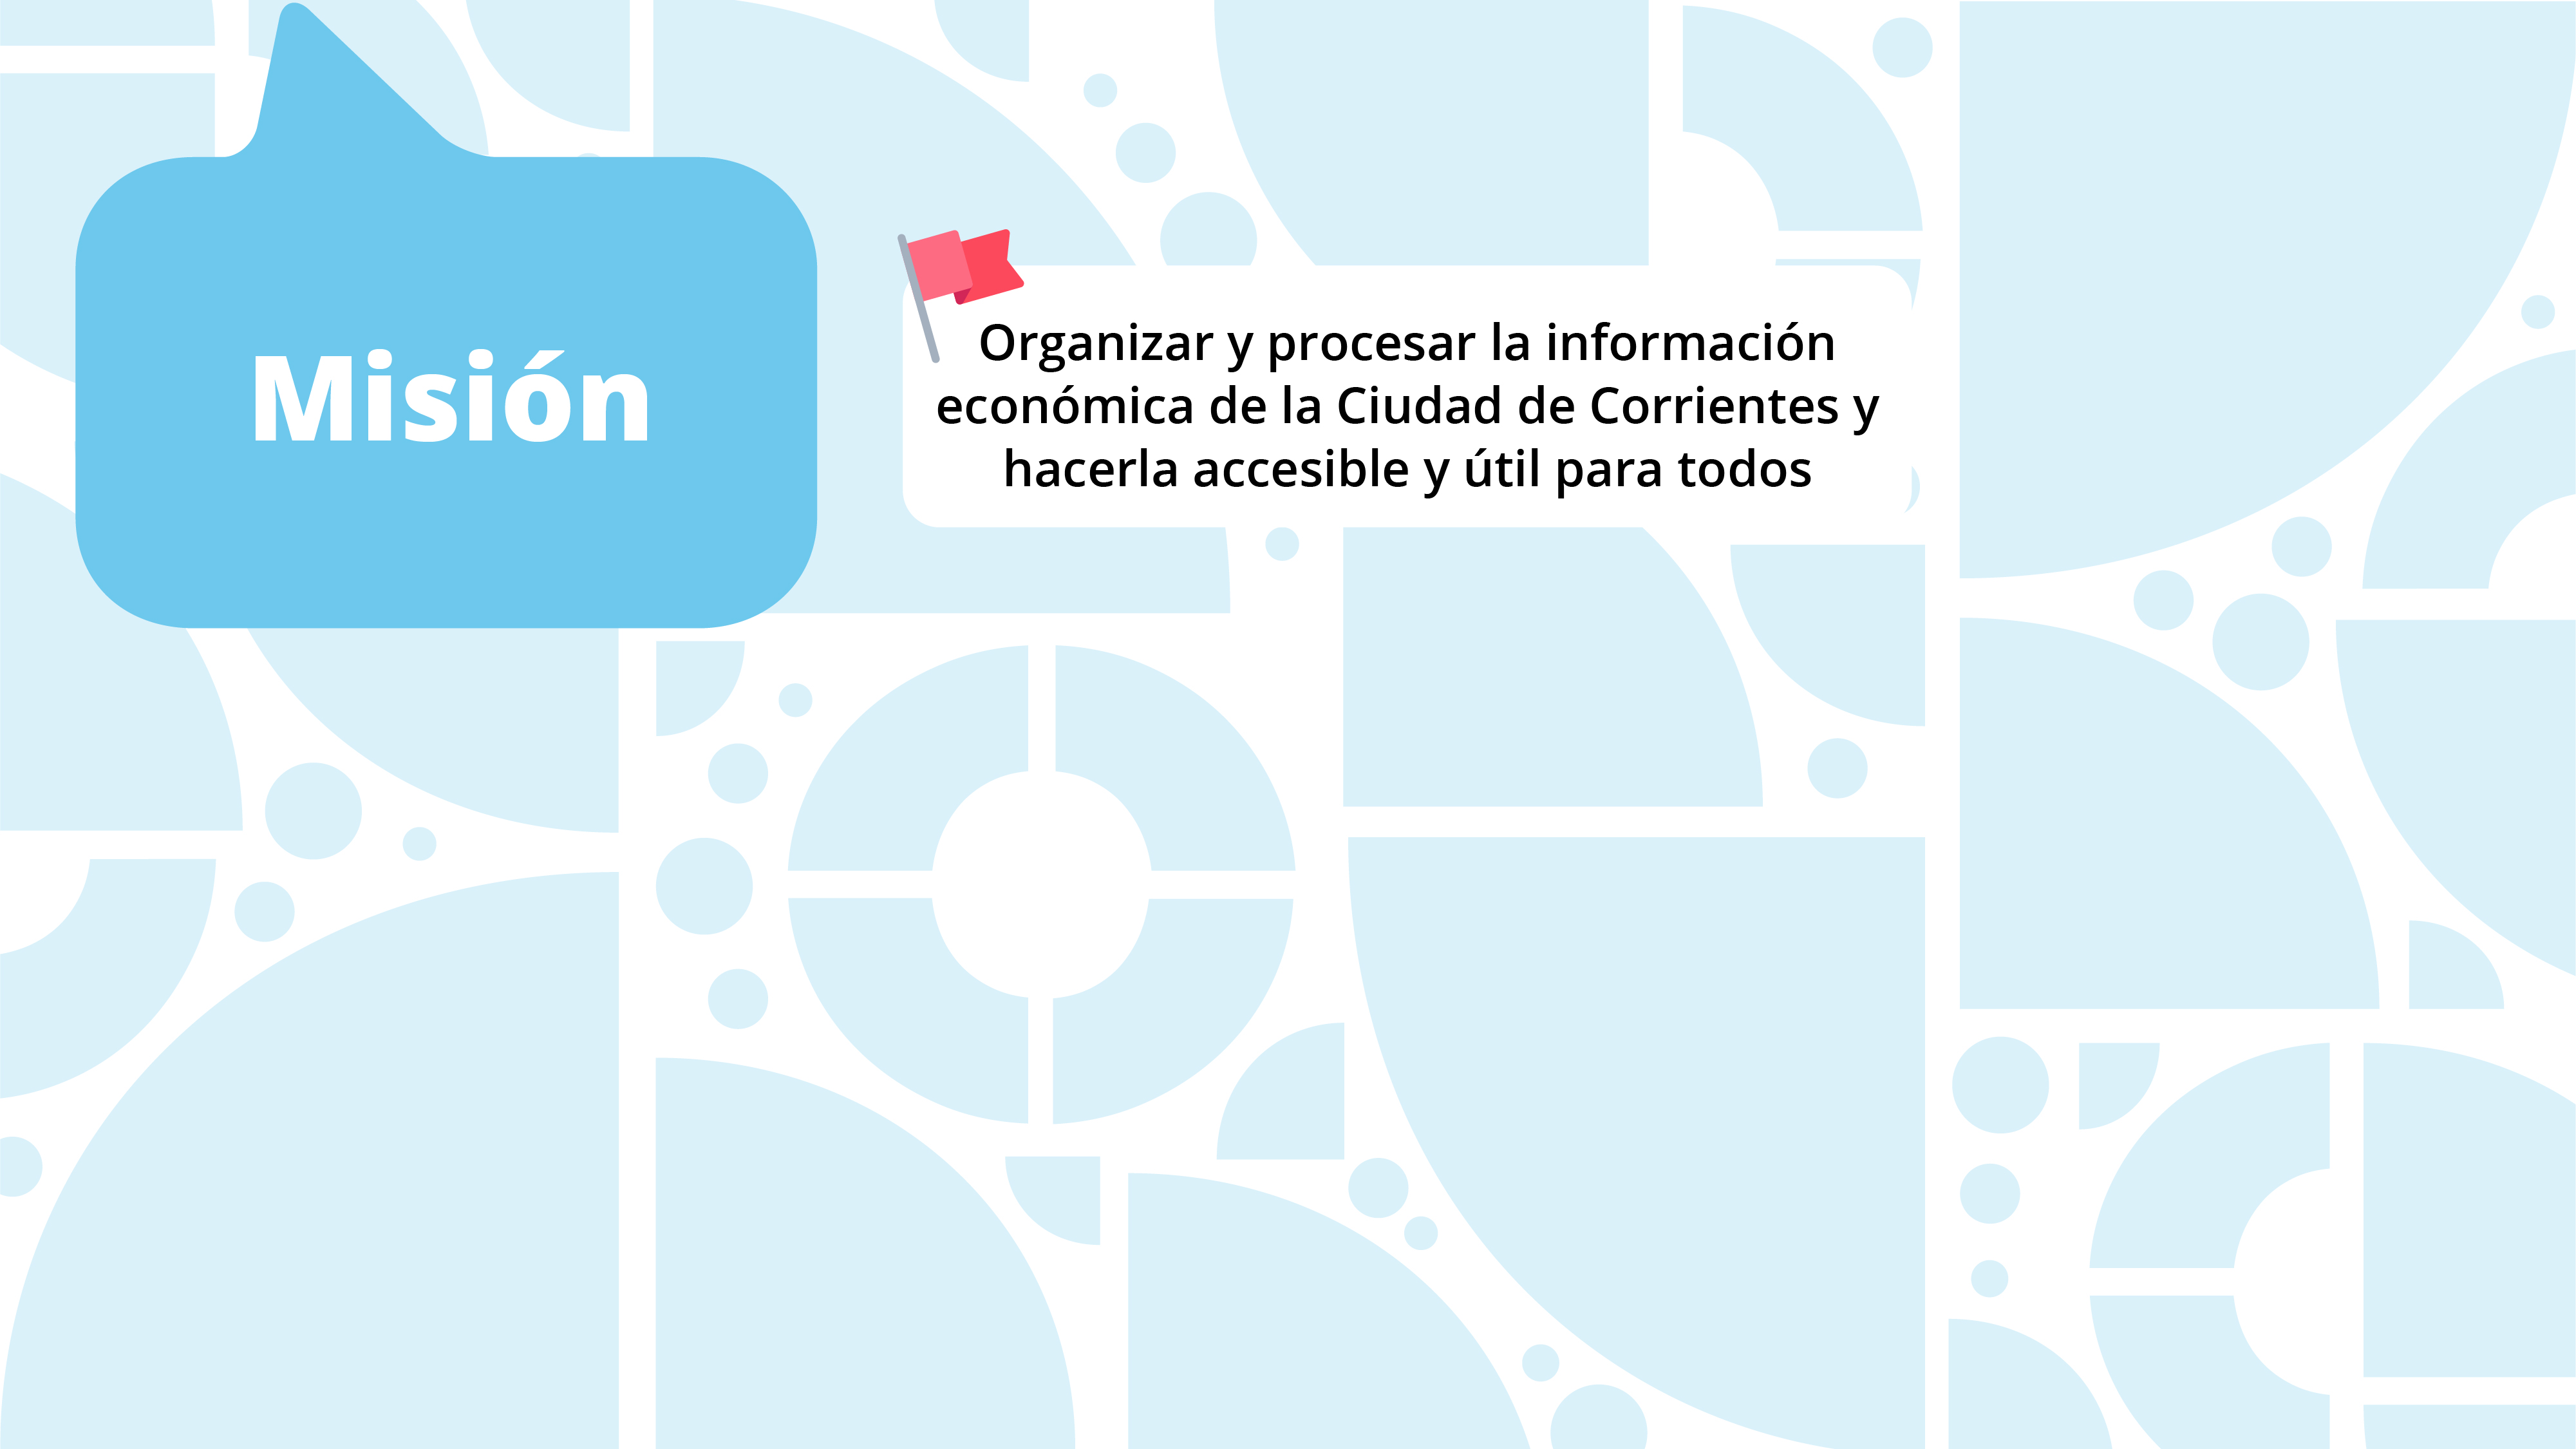 Misión
Organizar y procesar la información
económica de la Ciudad de Corrientes y
hacerla accesible y útil para todos